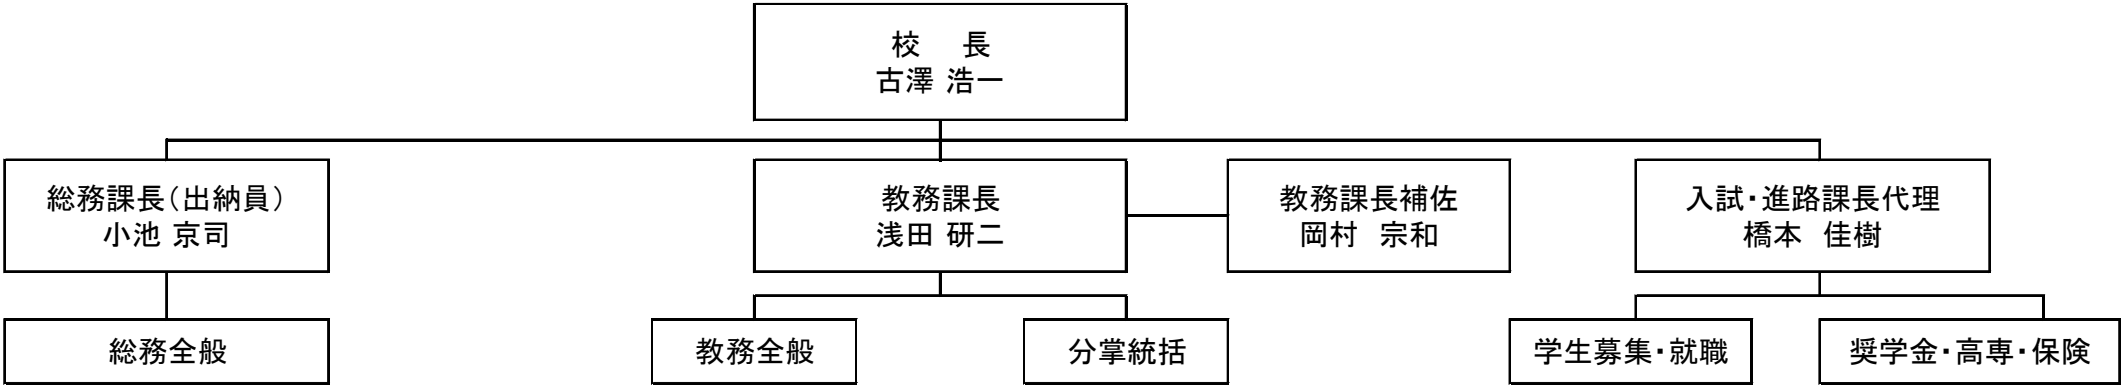 校　長
古澤 浩一
総務課長（出納員）
小池 京司
教務課長
浅田 研二
教務課長補佐
岡村　宗和
入試・進路課長代理
橋本　佳樹
総務全般
教務全般
分掌統括
学生募集・就職
奨学金・高専・保険